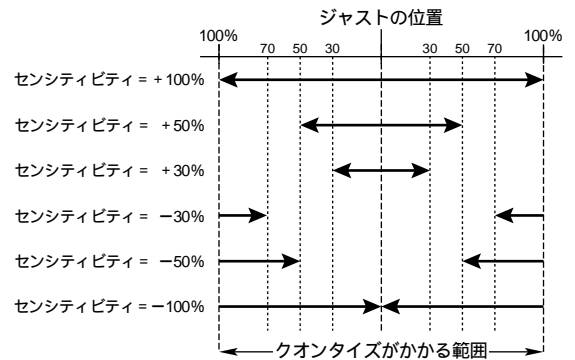 ジャストの位置
100% 100%
70 50 30 30 50 70
センシティビティ = +100%
センシティビティ = +50%
センシティビティ = +30%
センシティビティ = −30%
センシティビティ = −50%
センシティビティ = −100%
クオンタイズがかかる範囲